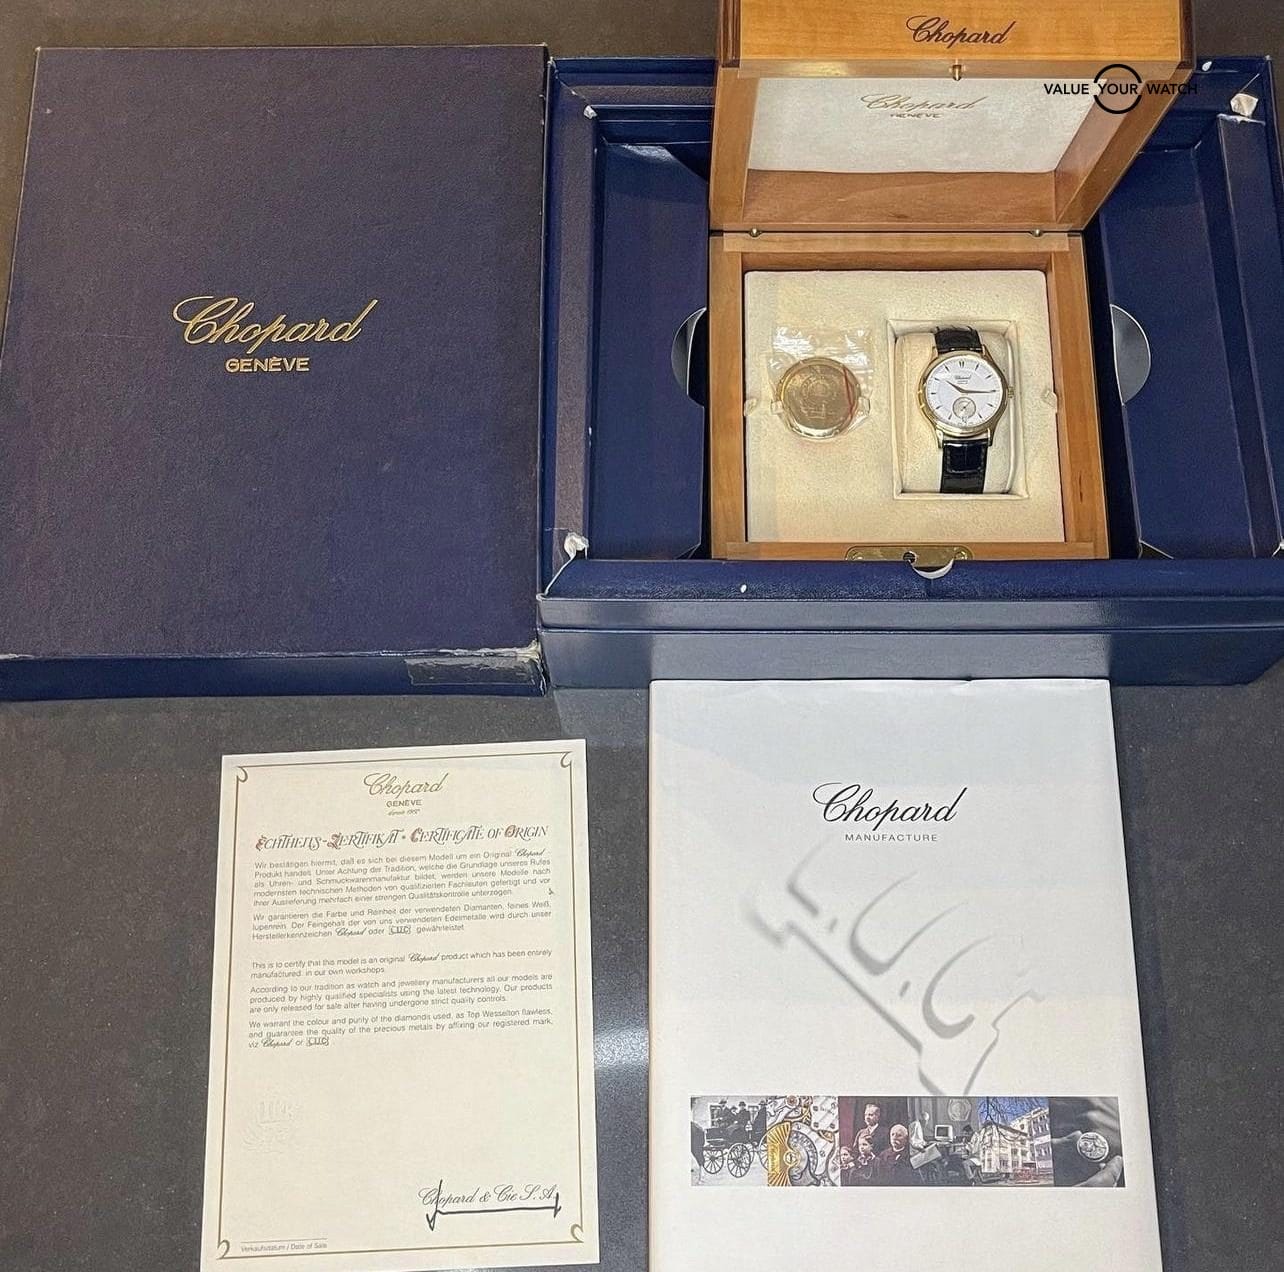 Chopard
VALUE YOUR WATCH
Chopard
GENÈVE
Chopard
GENÈVE
Chopard
Chopard
GENÈVE
depuis 1860
ECHTHEITS-ZERTIFIKAT • CERTIFICATE OF ORIGIN
Wir bestätigen hiermit, daß es sich bei diesem Modell um ein Original Chopard
Produkt handelt. Unter Achtung der Tradition, welche die Grundlage unseres Rufes
als Uhren- und Schmuckwarenmanufaktur bildet, werden unsere Modelle nach
modernsten technischen Methoden von qualifizierten Fachleuten gefertigt und vor
ihrer Auslieferung mehrfach einer strengen Qualitätskontrolle unterzogen.
Wir garantieren die Farbe und Reinheit der verwendeten Diamanten, feines Weiß,
lupenrein. Der Feingehalt der von uns verwendeten Edelmetalle wird durch unser
Herstellerkennzeichen Chopard oder L.U.C gewährleistet.
This is to certify that this model is an original Chopard product which has been entirely
manufactured, in our own workshops.
According to our tradition as watch and jewellery manufacturers all our models are
produced by highly qualified specialists using the latest technology. Our products
are only released for sale after having undergone strict quality controls.
We warrant the colour and purity of the diamonds used, as Top Wesselton flawless,
and guarantee the quality of the precious metals by affixing our registered mark,
viz Chopard or L.U.C
Chopard & Cie S.A.
Verkaufsdatum / Date of Sale
Chopard
MANUFACTURE
L.U.C